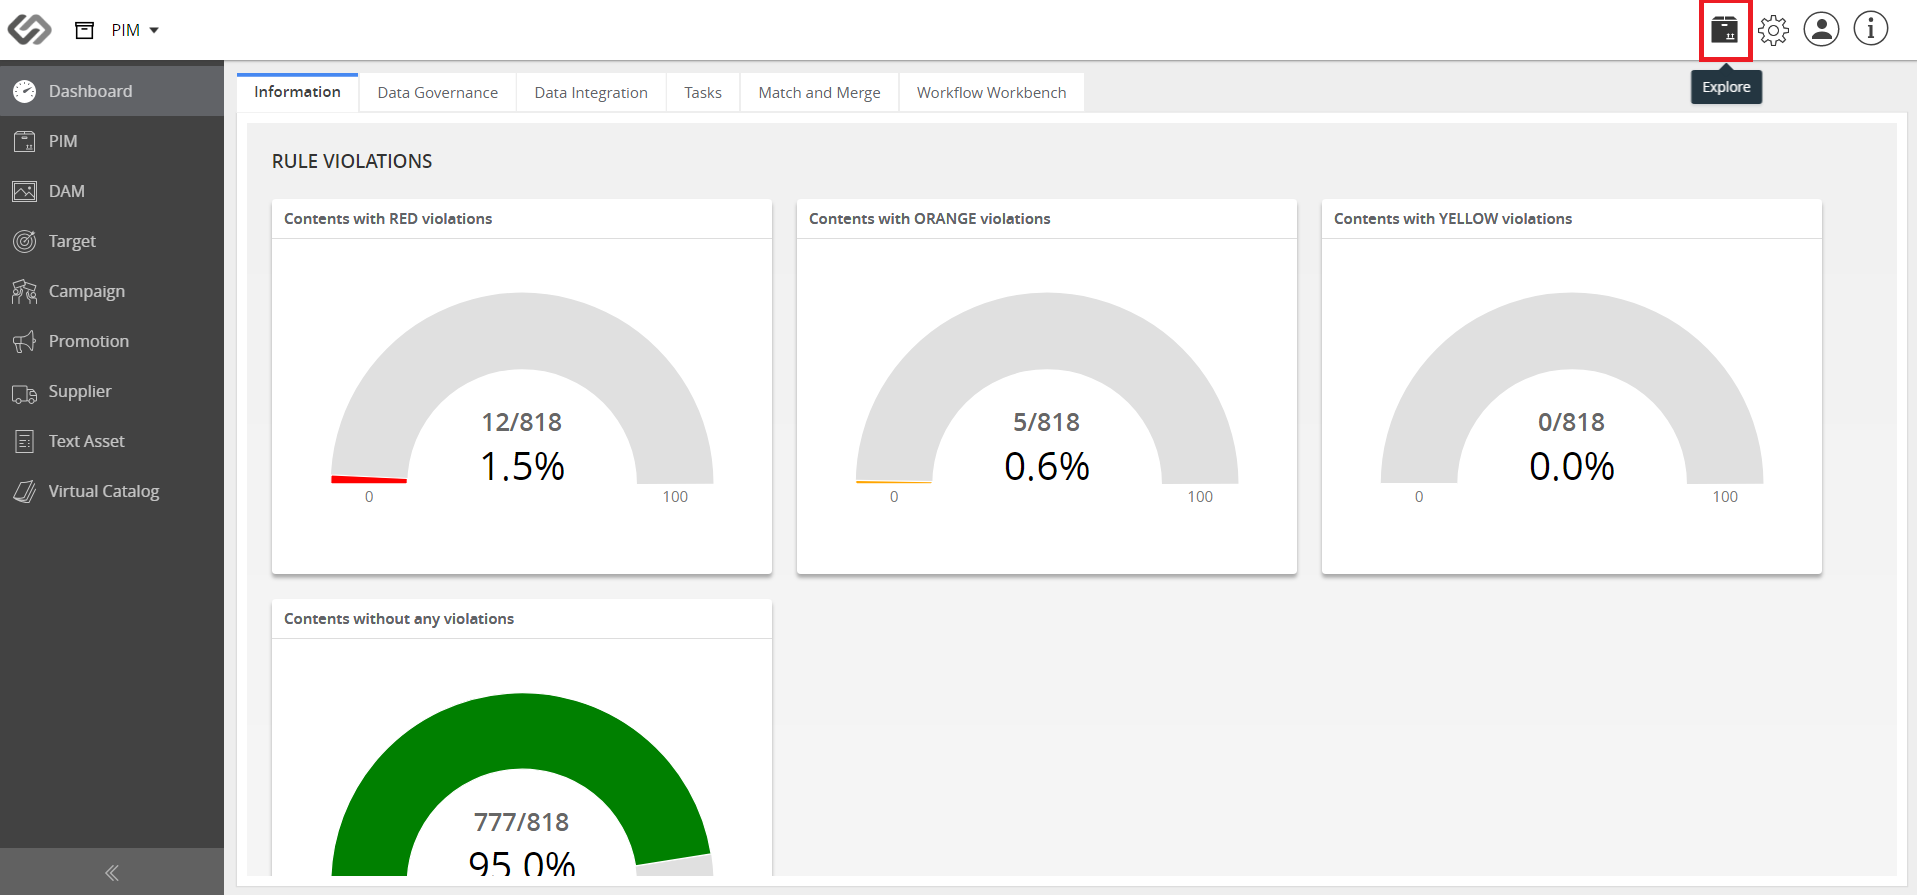 PIM
Explore
Dashboard
PIM
DAM
Target
Campaign
Promotion
Supplier
Text Asset
Virtual Catalog
Information
Data Governance
Data Integration
Tasks
Match and Merge
Workflow Workbench
RULE VIOLATIONS
Contents with RED violations
12/818
1.5%
0
100
Contents with ORANGE violations
5/818
0.6%
0
100
Contents with YELLOW violations
0/818
0.0%
0
100
Contents without any violations
777/818
95.0%